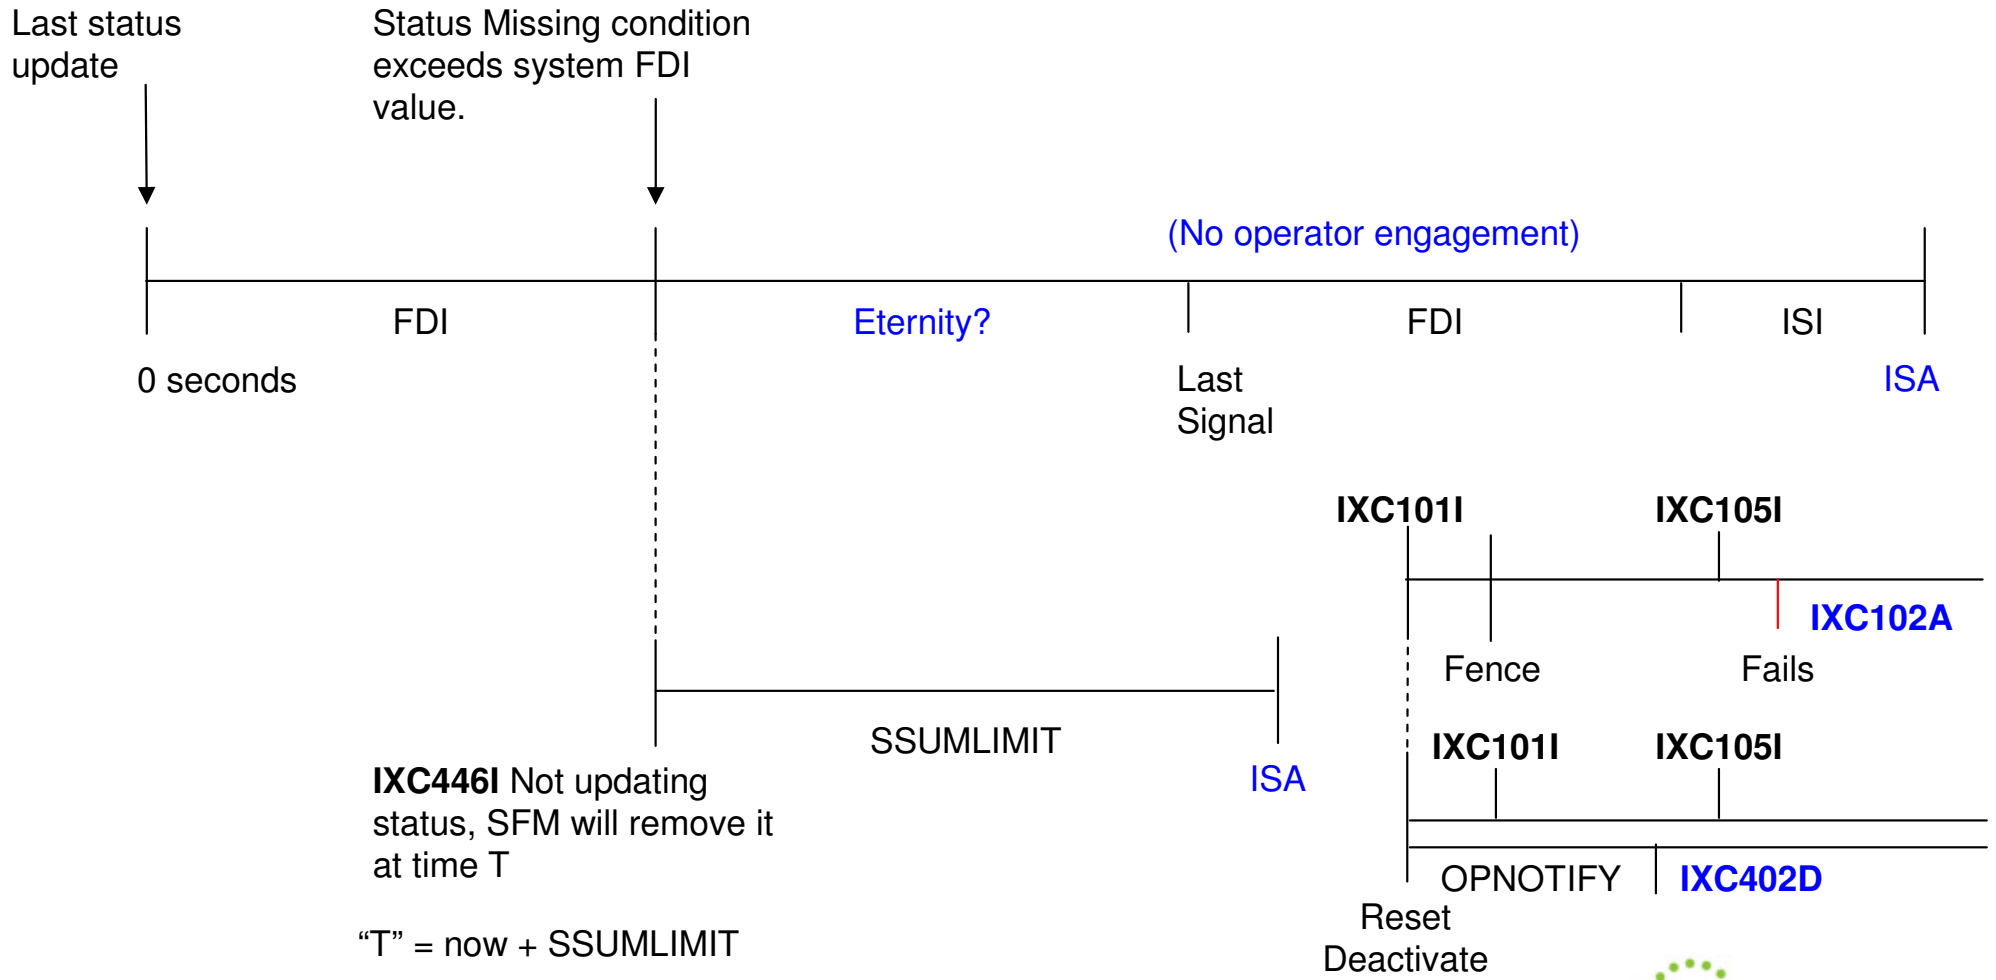 Last status
update
Status Missing condition
exceeds system FDI
value.
(No operator engagement)
FDI
Eternity?
FDI
ISI
0 seconds
Last
Signal
ISA
IXC101I
IXC105I
IXC102A
Fence
Fails
SSUMLIMIT
ISA
IXC101I
IXC105I
IXC446I Not updating
status, SFM will remove it
at time T
OPNOTIFY
IXC402D
Reset
Deactivate
“T” = now + SSUMLIMIT